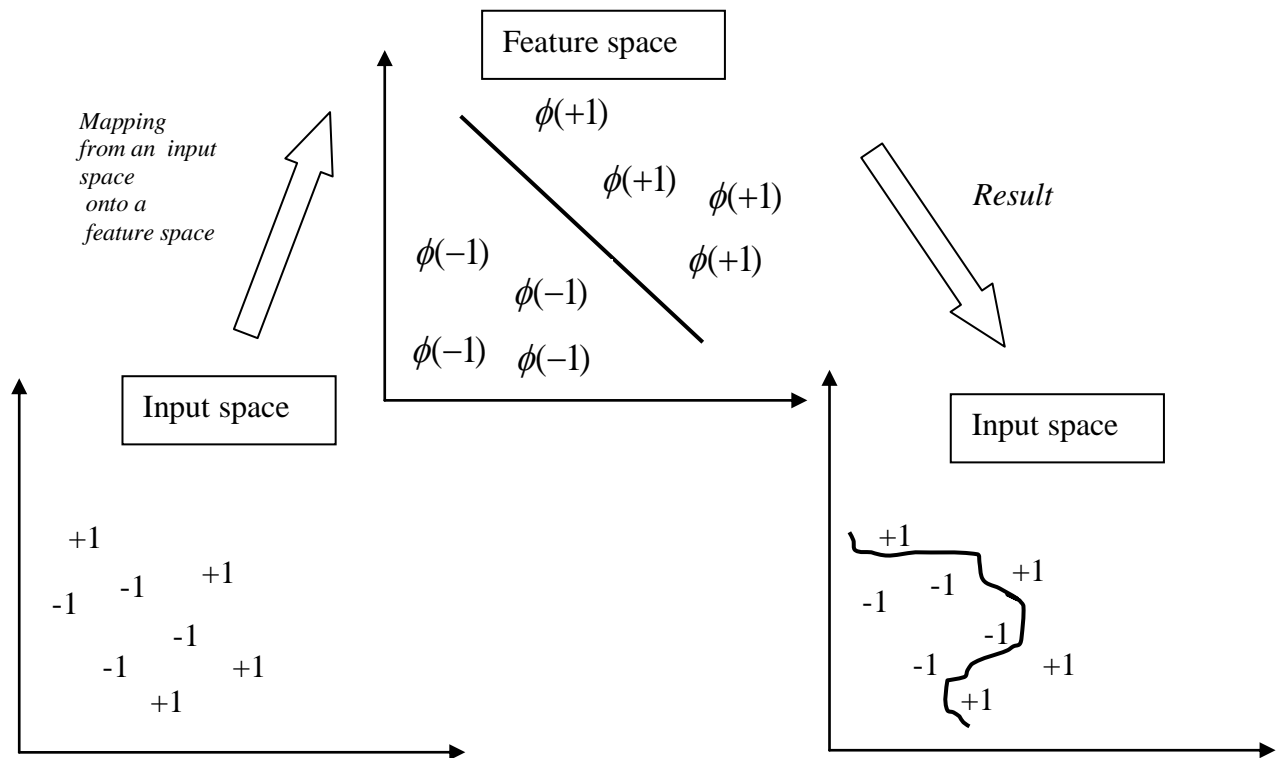 Feature space
Mapping
from an input
space
onto a
feature space
ϕ(+1)
ϕ(+1)
ϕ(+1)
ϕ(−1)
ϕ(+1)
ϕ(−1)
ϕ(−1)
ϕ(−1)
Result
Input space
+1
+1
-1
-1
-1
-1
+1
+1
Input space
+1
+1
-1
-1
-1
-1
+1
+1